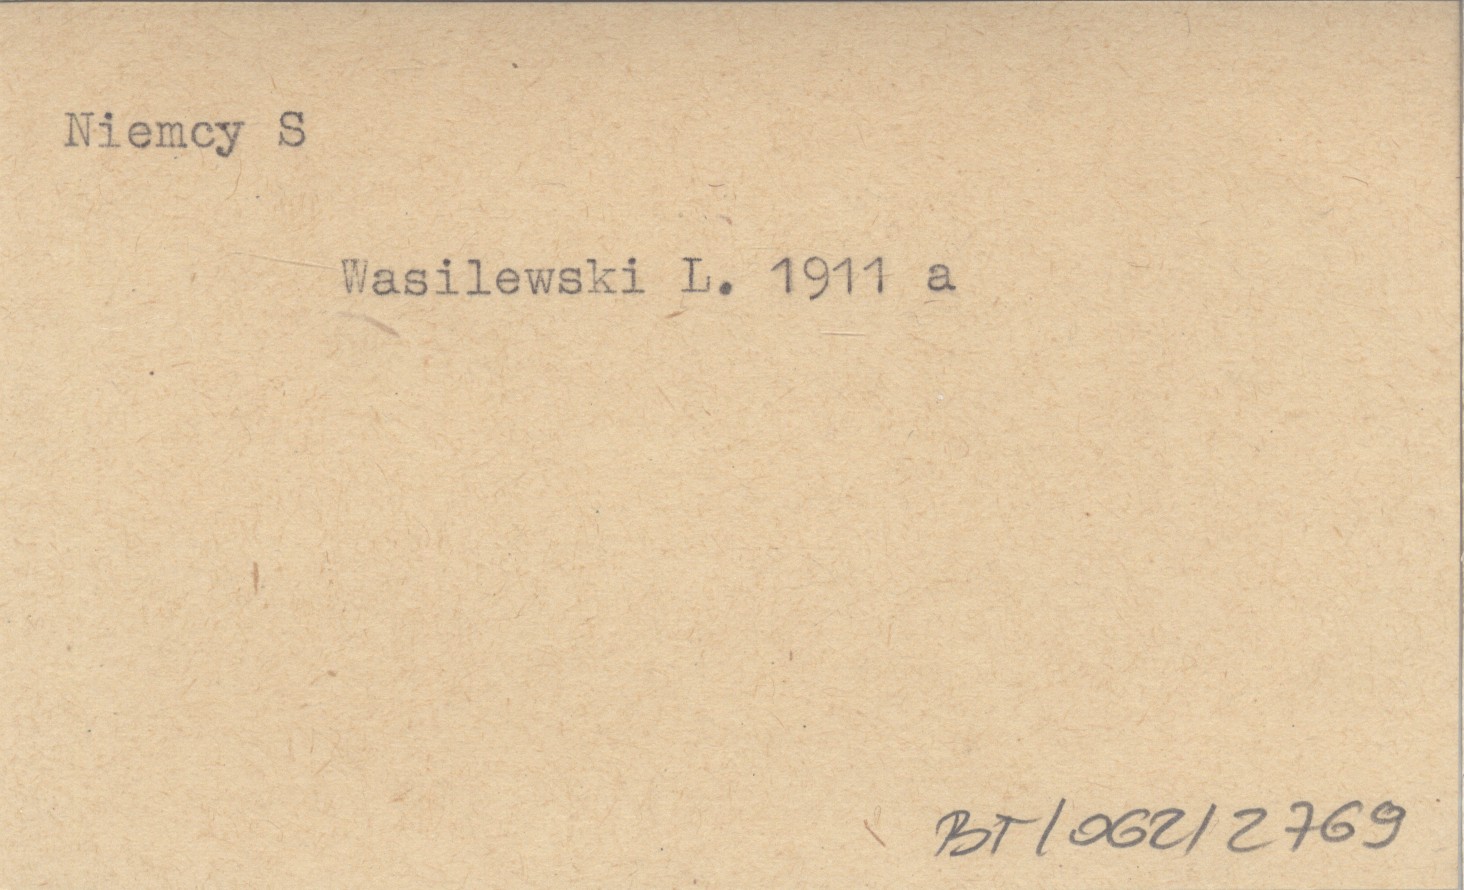 Niemcy S
Wasilewski L. 1911 a
BT/062/2769